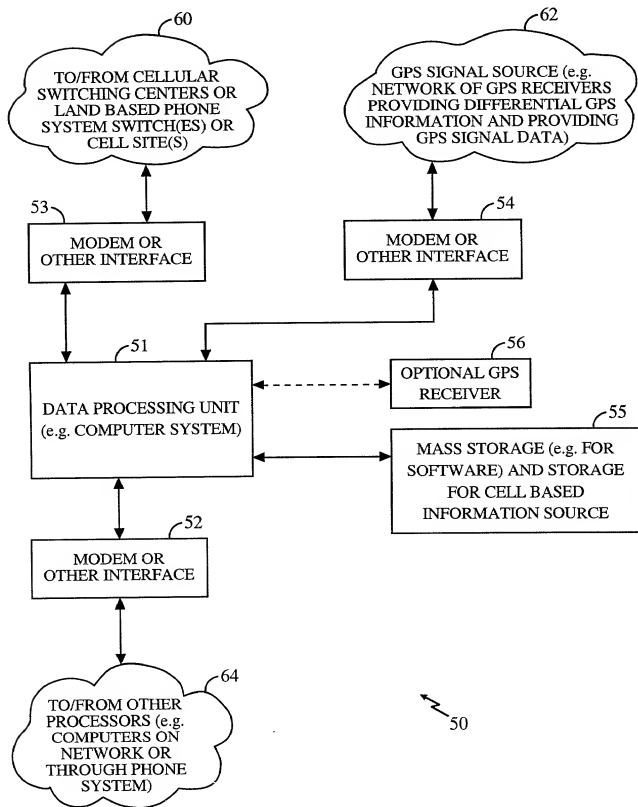 60
TO/FROM CELLULAR
SWITCHING CENTERS OR
LAND BASED PHONE
SYSTEM SWITCH(ES) OR
CELL SITE(S)
62
GPS SIGNAL SOURCE (e.g.
NETWORK OF GPS RECEIVERS
PROVIDING DIFFERENTIAL GPS
INFORMATION AND PROVIDING
GPS SIGNAL DATA)
53
MODEM OR
OTHER INTERFACE
54
MODEM OR
OTHER INTERFACE
51
DATA PROCESSING UNIT
(e.g. COMPUTER SYSTEM)
56
OPTIONAL GPS
RECEIVER
55
MASS STORAGE (e.g. FOR
SOFTWARE) AND STORAGE
FOR CELL BASED
INFORMATION SOURCE
52
MODEM OR
OTHER INTERFACE
64
TO/FROM OTHER
PROCESSORS (e.g.
COMPUTERS ON
NETWORK OR
THROUGH PHONE
SYSTEM)
50